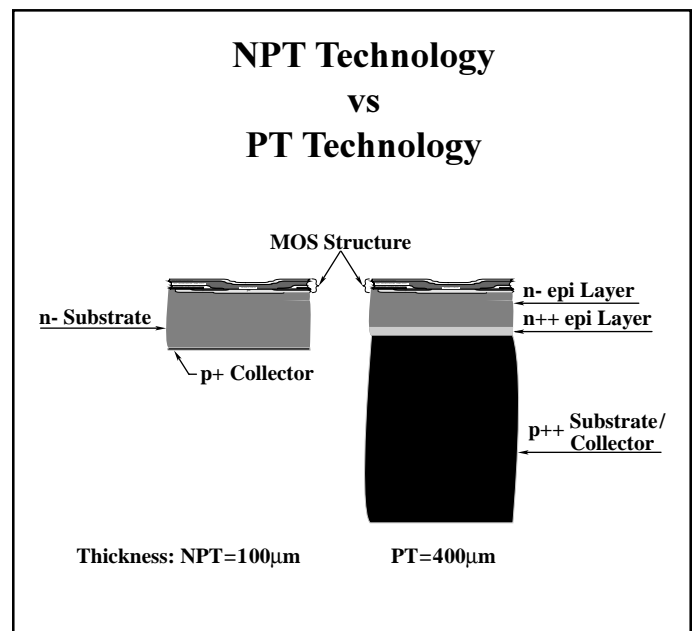 NPT Technology
vs
PT Technology
MOS Structure
n- Substrate
p+ Collector
n- epi Layer
n++ epi Layer
p++ Substrate/
Collector
Thickness: NPT=100μm
PT=400μm